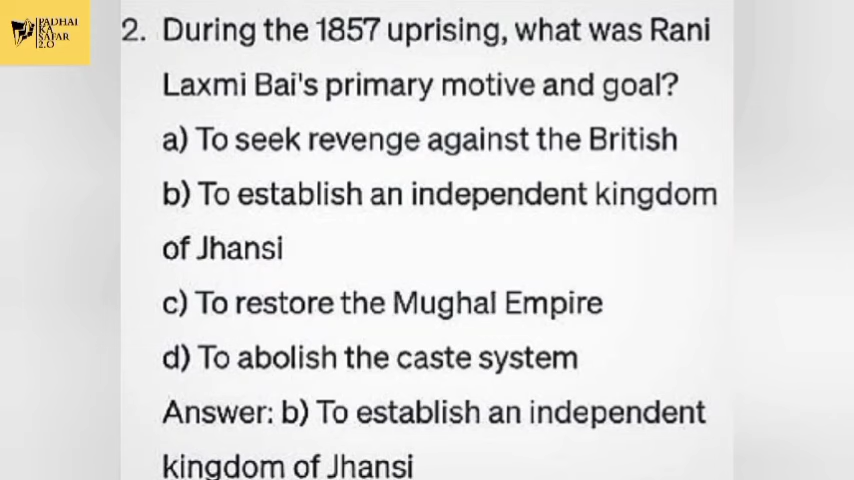 PADHAI
KA
SAFAR
2.0
2. During the 1857 uprising, what was Rani
Laxmi Bai's primary motive and goal?
a) To seek revenge against the British
b) To establish an independent kingdom
of Jhansi
c) To restore the Mughal Empire
d) To abolish the caste system
Answer: b) To establish an independent
kingdom of Jhansi